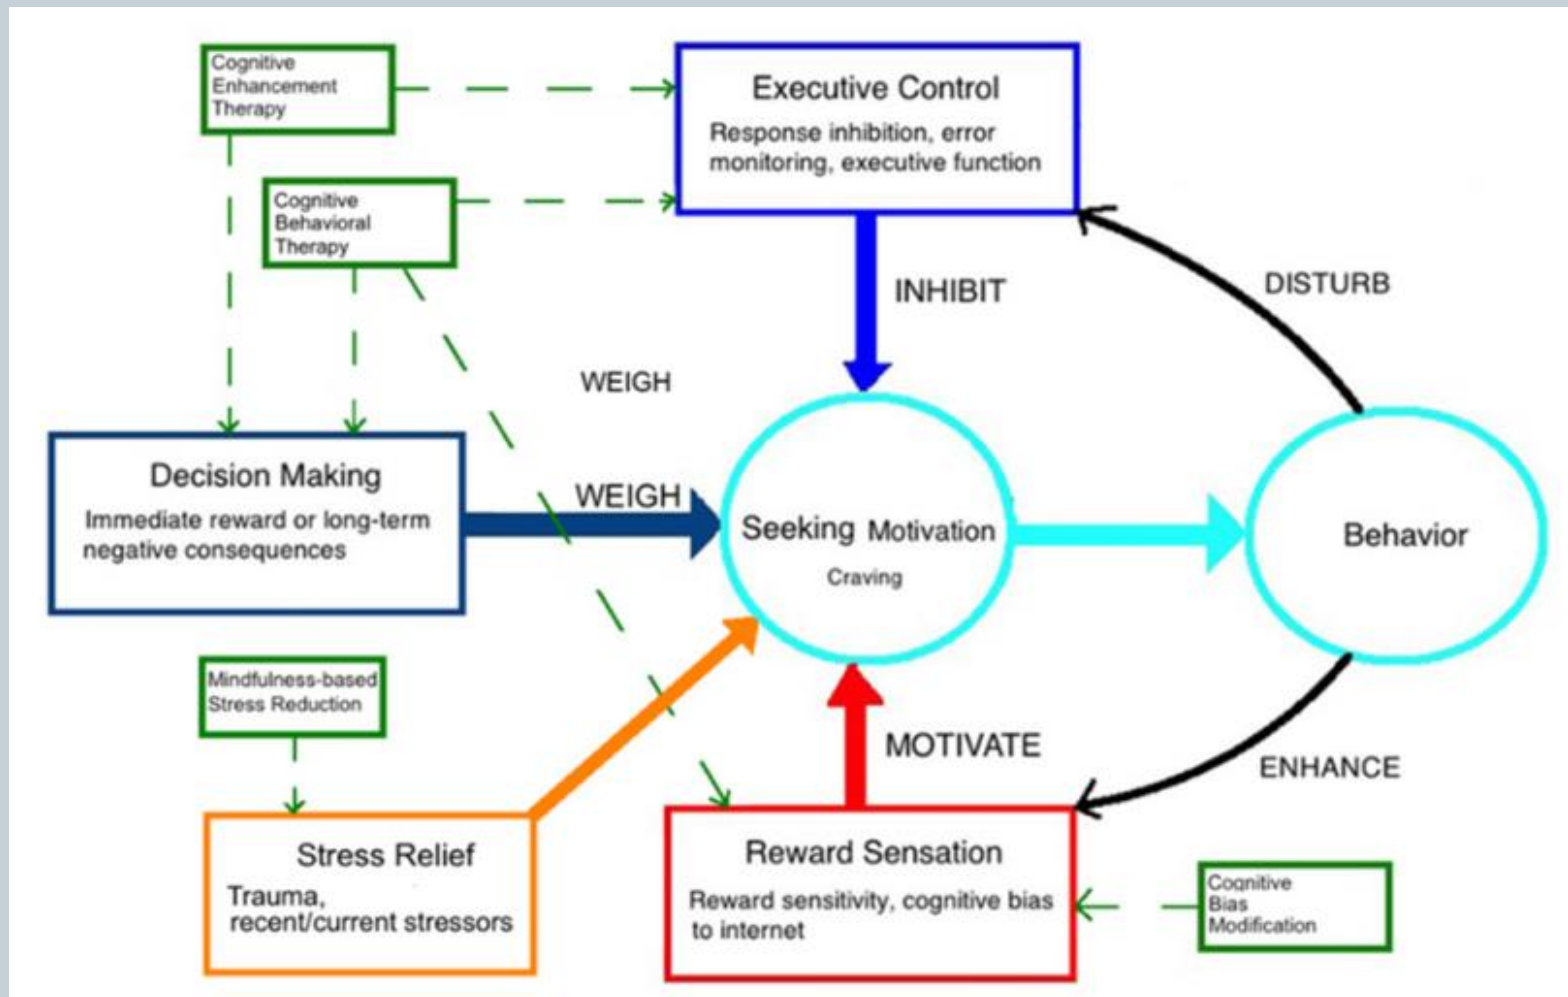 Cognitive
Enhancement
Therapy
Executive Control
Response inhibition, error
monitoring, executive function
Cognitive
Behavioral
Therapy
INHIBIT
DISTURB
WEIGH
Decision Making
Immediate reward or long-term
negative consequences
WEIGH
Seeking Motivation
Craving
Behavior
Mindfulness-based
Stress Reduction
MOTIVATE
ENHANCE
Stress Relief
Trauma,
recent/current stressors
Reward Sensation
Reward sensitivity, cognitive bias
to internet
Cognitive
Bias
Modification